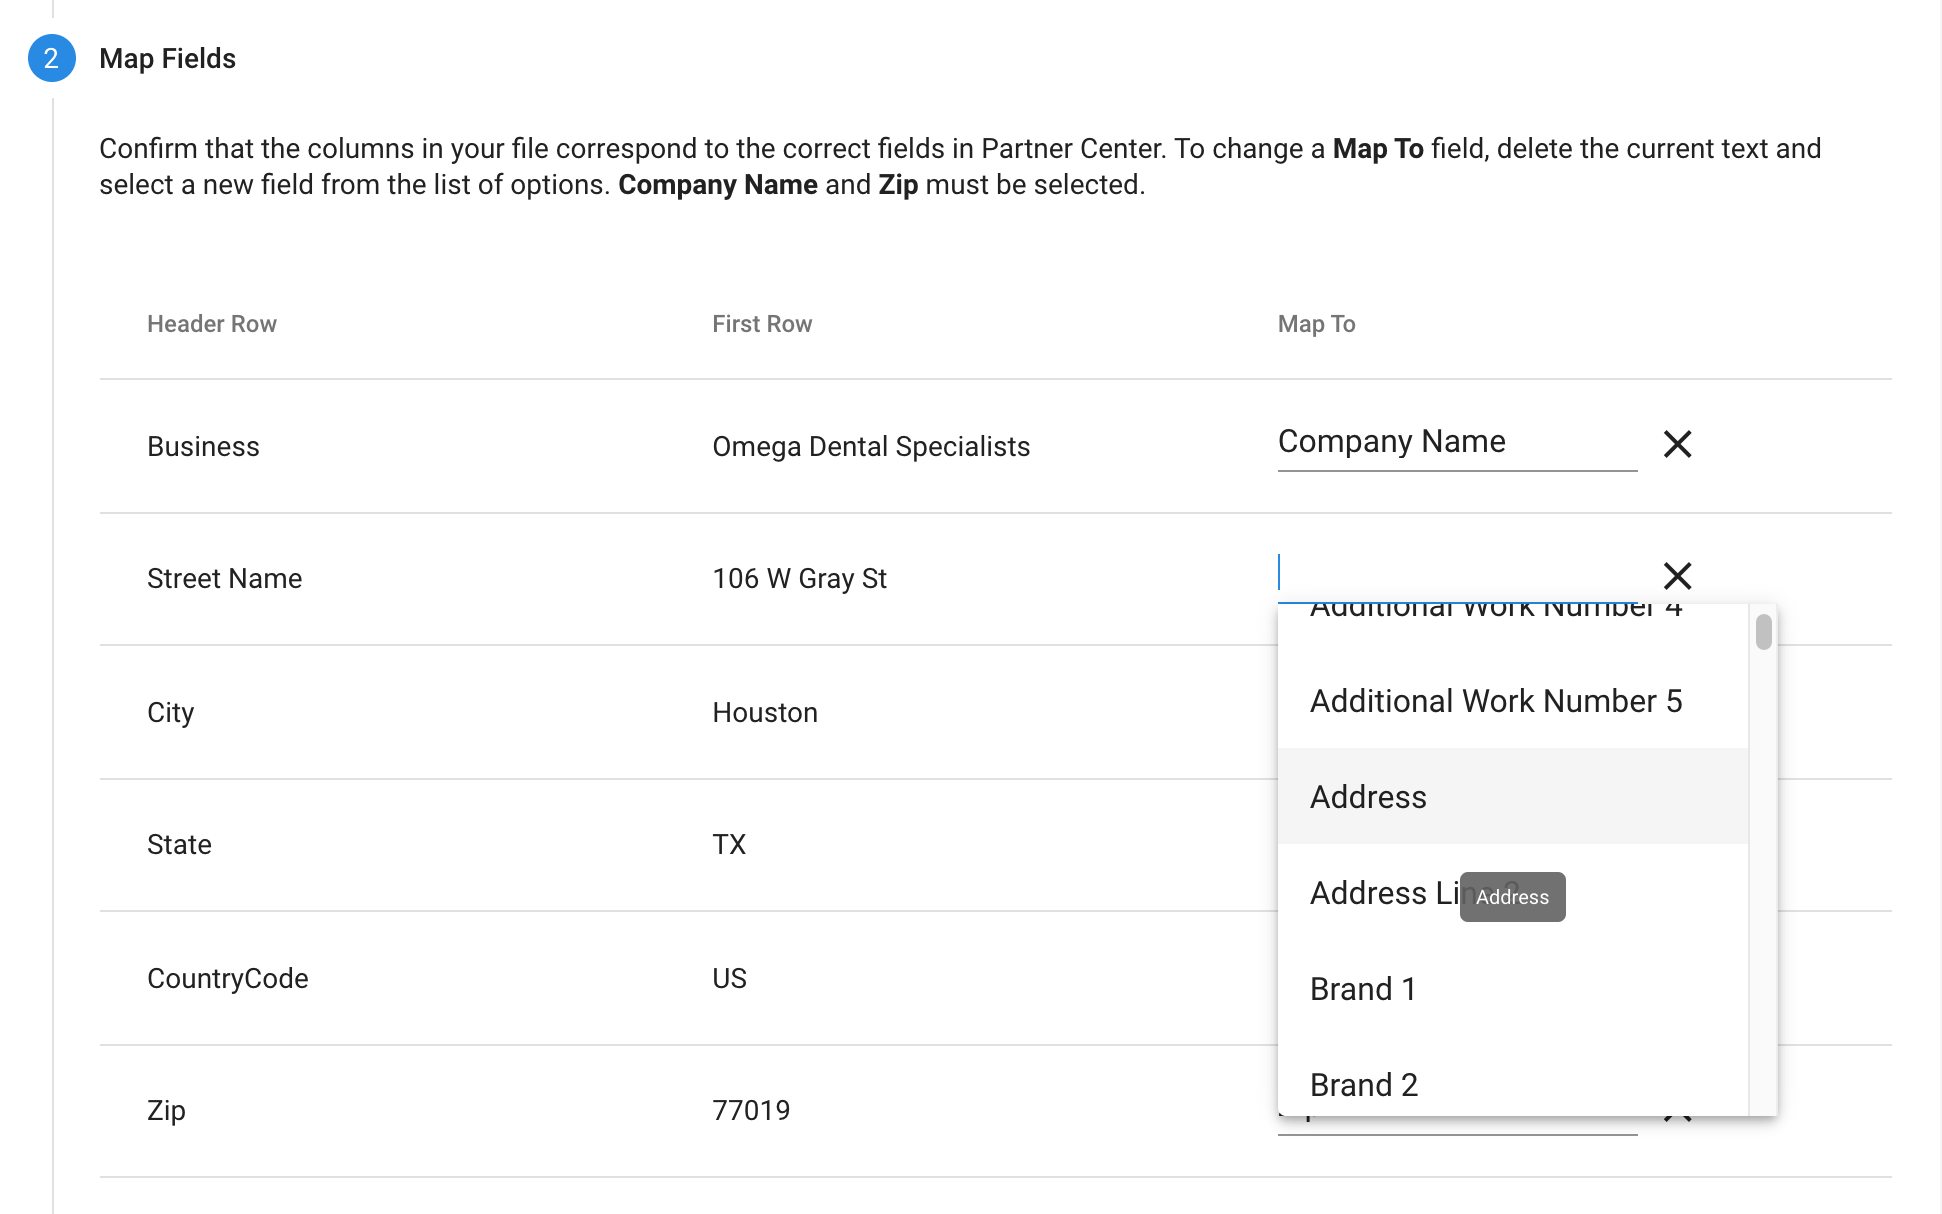 2 Map Fields
Confirm that the columns in your file correspond to the correct fields in Partner Center. To change a Map To field, delete the current text and
select a new field from the list of options. Company Name and Zip must be selected.
Header Row First Row Map To
Business Omega Dental Specialists Company Name
Street Name 106 W Gray St
Additional Work Number 4
Additional Work Number 5
City Houston
Address
State TX
Address
Address
CountryCode US
Brand 1
Brand 2
Zip 77019